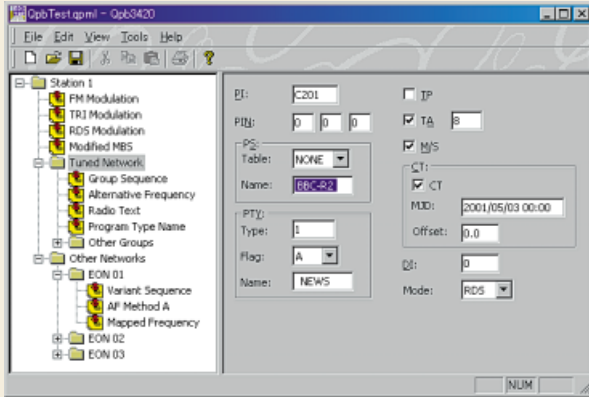 QpbTest.qpml - Qpb3420
File Edit View Tools Help
Station 1
FM Modulation
TRI Modulation
RDS Modulation
Modified MBS
Tuned Network
Group Sequence
Alternative Frequency
Radio Text
Program Type Name
Other Groups
Other Networks
EON 01
Variant Sequence
AF Method A
Mapped Frequency
EON 02
EON 03
PI: C201
PIN: 0 0 0
PS:
Table: NONE
Name: BBC-R2
PTY:
Type: 1
Flag: A
Name: NEWS
TP
TA 8
M/S
CT:
CT
MJD: 2001/05/03 00:00
Offset: 0.0
DI: 0
Mode: RDS
NUM